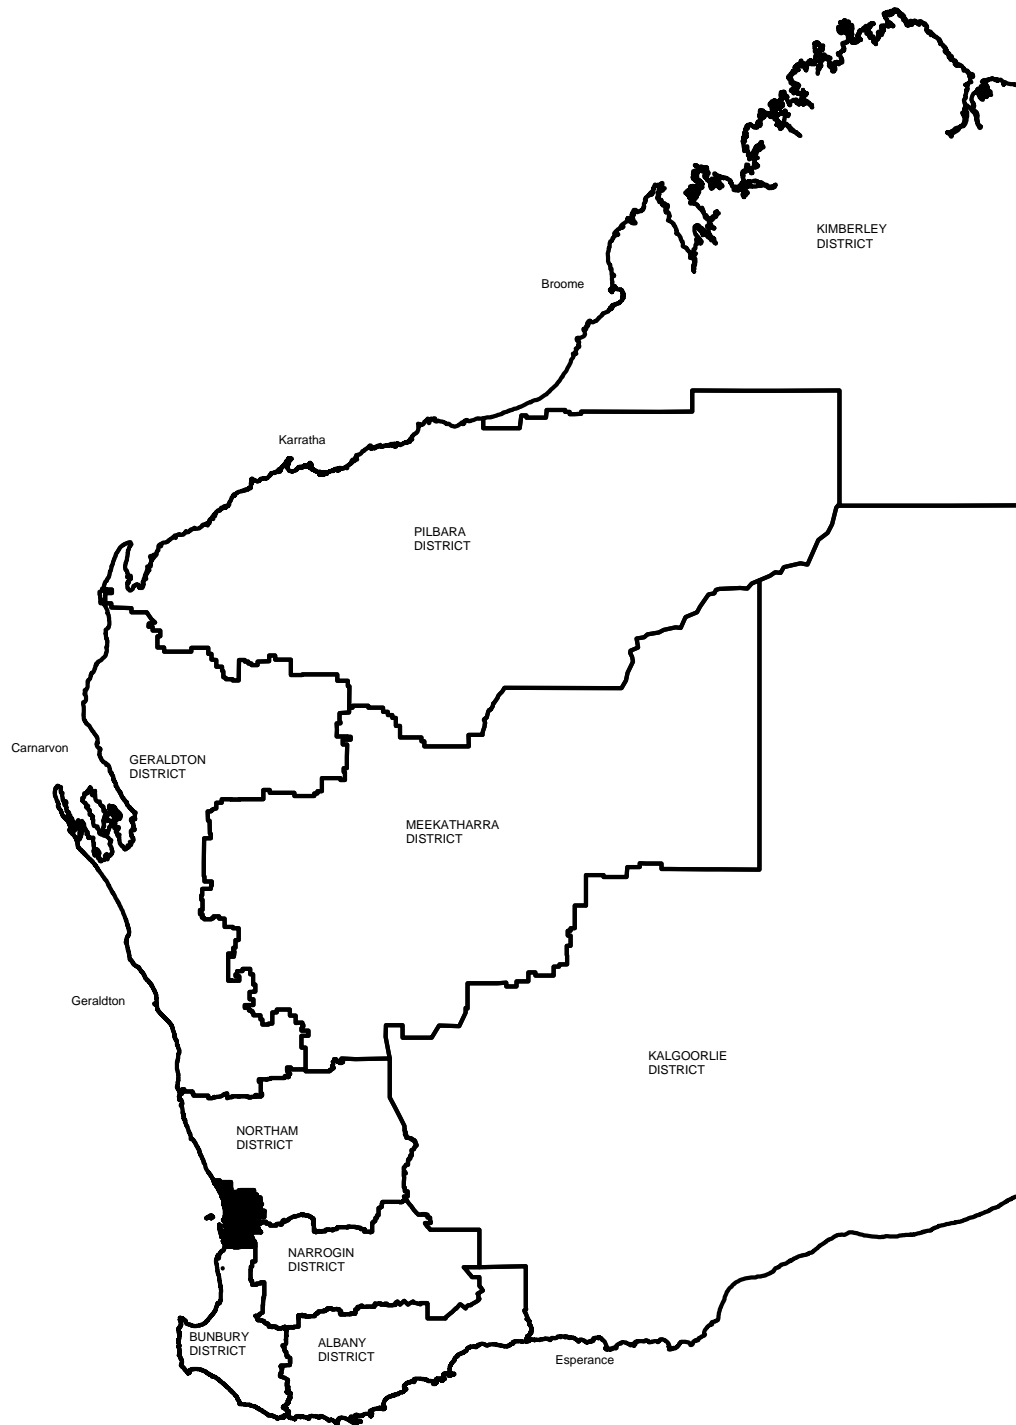 KIMBERLEY
DISTRICT
Broome
Karratha
PILBARA
DISTRICT
Carnarvon
GERALDTON
DISTRICT
MEEKATHARRA
DISTRICT
Geraldton
KALGOORLIE
DISTRICT
NORTHAM
DISTRICT
NARROGIN
DISTRICT
BUNBURY
DISTRICT
ALBANY
DISTRICT
Esperance